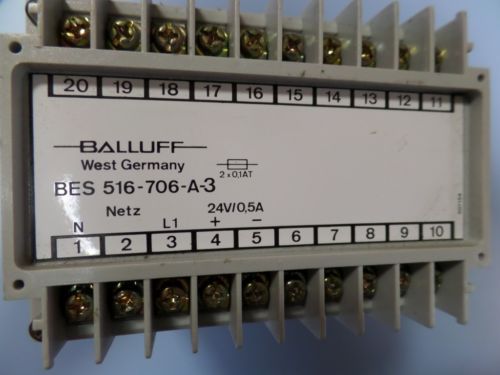 20 19 18 17 16 15 14 13 12 11
BALLUFF
West Germany
2 x 0,1AT
BES 516-706-A-3
Netz 24V/0,5A
N L1 + −
1 2 3 4 5 6 7 8 9 10